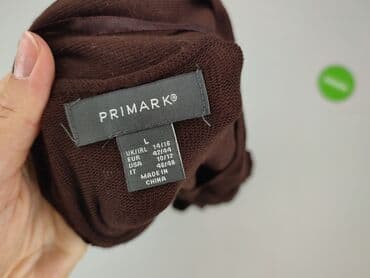 PRIMARK®
L
UK/IRL 14/16
EUR 42/44
USA 10/12
IT 46/48
MADE IN
CHINA